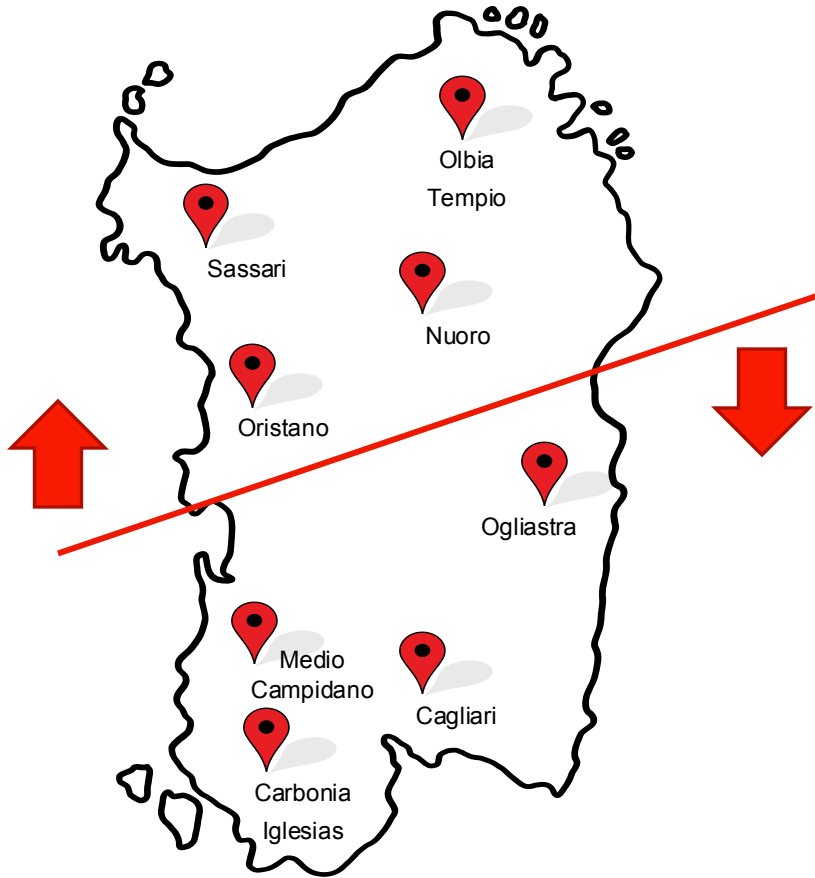 Olbia
Tempio
Sassari
Nuoro
Oristano
Ogliastra
Medio
Campidano
Cagliari
Carbonia
Iglesias